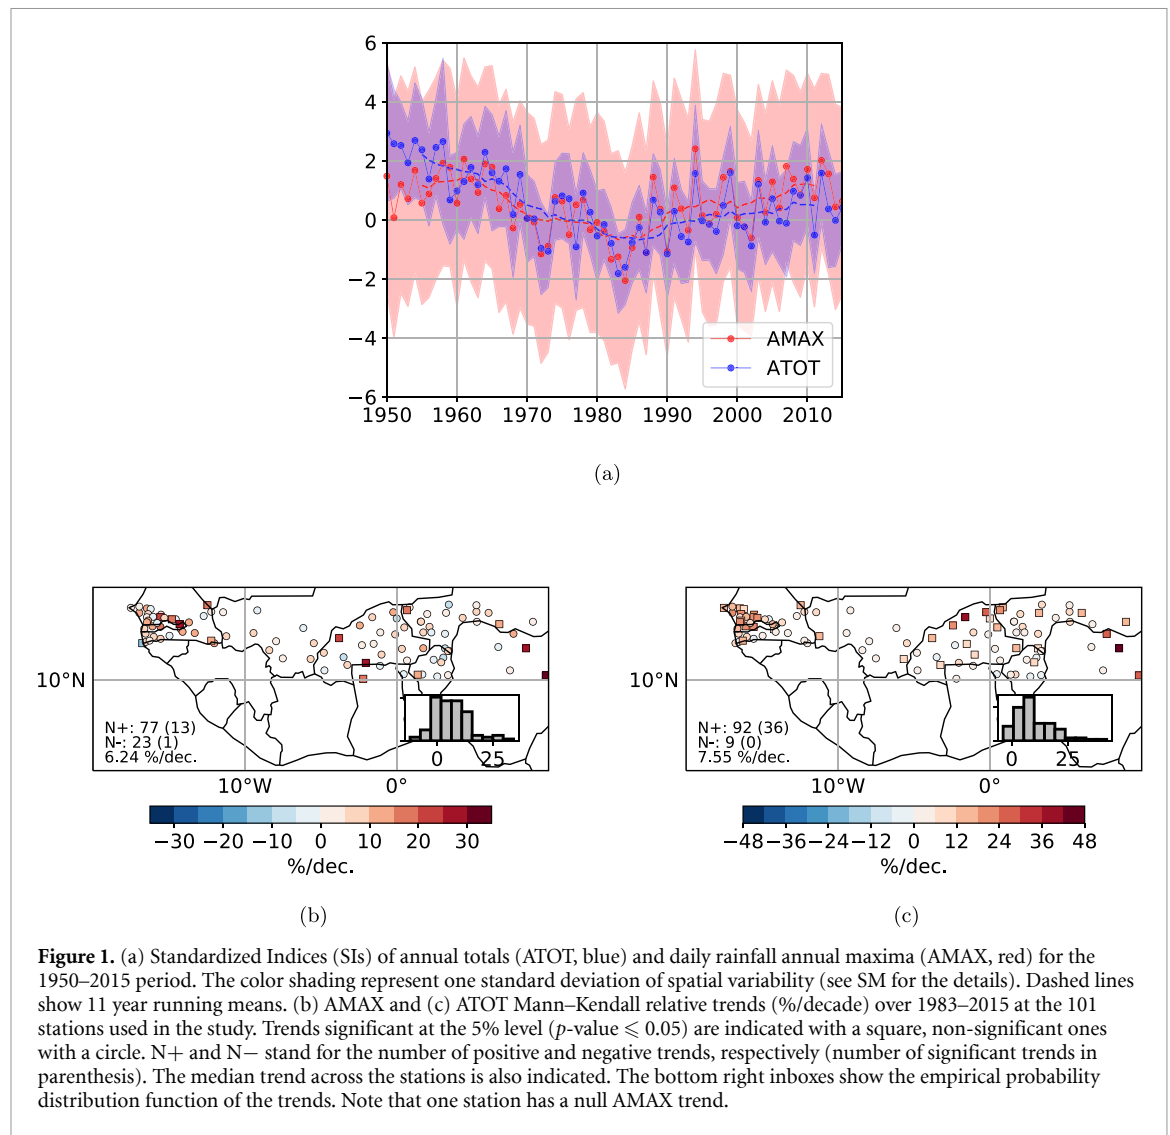 6
4
2
0
−2
−4
−6
AMAX
ATOT
1950 1960 1970 1980 1990 2000 2010
(a)
10°N
N+: 77 (13)
N-: 23 (1)
6.24 %/dec.
0 25
10°W 0°
−30 −20 −10 0 10 20 30
%/dec.
(b)
10°N
N+: 92 (36)
N-: 9 (0)
7.55 %/dec.
0 25
10°W 0°
−48 −36 −24 −12 0 12 24 36 48
%/dec.
(c)
Figure 1. (a) Standardized Indices (SIs) of annual totals (ATOT, blue) and daily rainfall annual maxima (AMAX, red) for the
1950–2015 period. The color shading represent one standard deviation of spatial variability (see SM for the details). Dashed lines
show 11 year running means. (b) AMAX and (c) ATOT Mann–Kendall relative trends (%/decade) over 1983–2015 at the 101
stations used in the study. Trends significant at the 5% level (p-value ⩽ 0.05) are indicated with a square, non-significant ones
with a circle. N+ and N− stand for the number of positive and negative trends, respectively (number of significant trends in
parenthesis). The median trend across the stations is also indicated. The bottom right inboxes show the empirical probability
distribution function of the trends. Note that one station has a null AMAX trend.